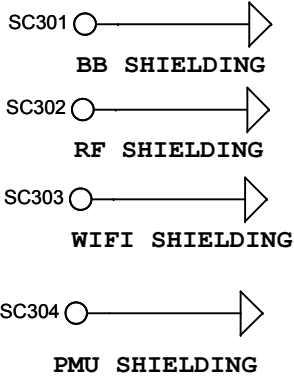 SC301
BB SHIELDING
SC302
RF SHIELDING
SC303
WIFI SHIELDING
SC304
PMU SHIELDING